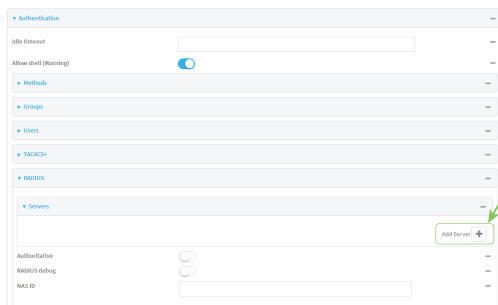 Authentication
Idle timeout
Allow shell (Warning)
Methods
Groups
Users
TACACS+
RADIUS
Servers
Add Server
Authoritative
RADIUS debug
NAS ID